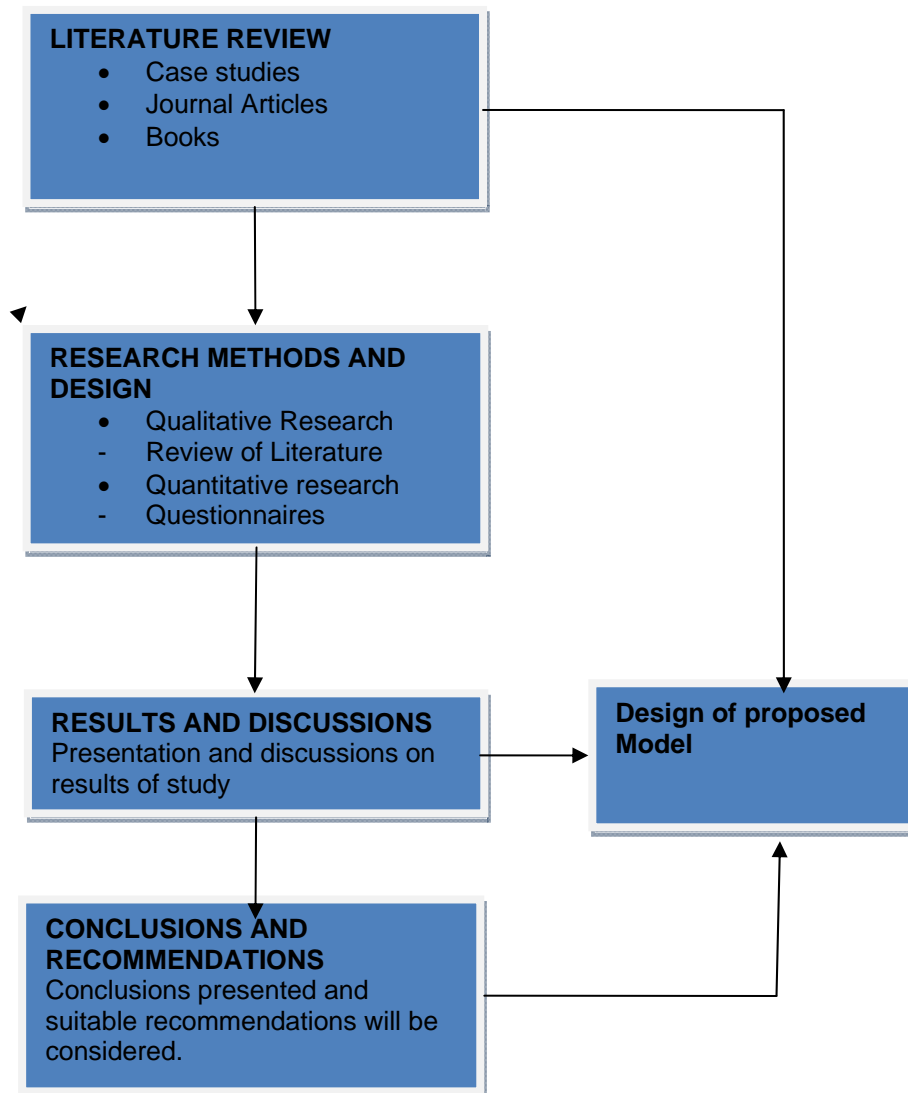 LITERATURE REVIEW
• Case studies
• Journal Articles
• Books
RESEARCH METHODS AND
DESIGN
• Qualitative Research
- Review of Literature
• Quantitative research
- Questionnaires
RESULTS AND DISCUSSIONS
Presentation and discussions on
results of study
Design of proposed
Model
CONCLUSIONS AND
RECOMMENDATIONS
Conclusions presented and
suitable recommendations will be
considered.